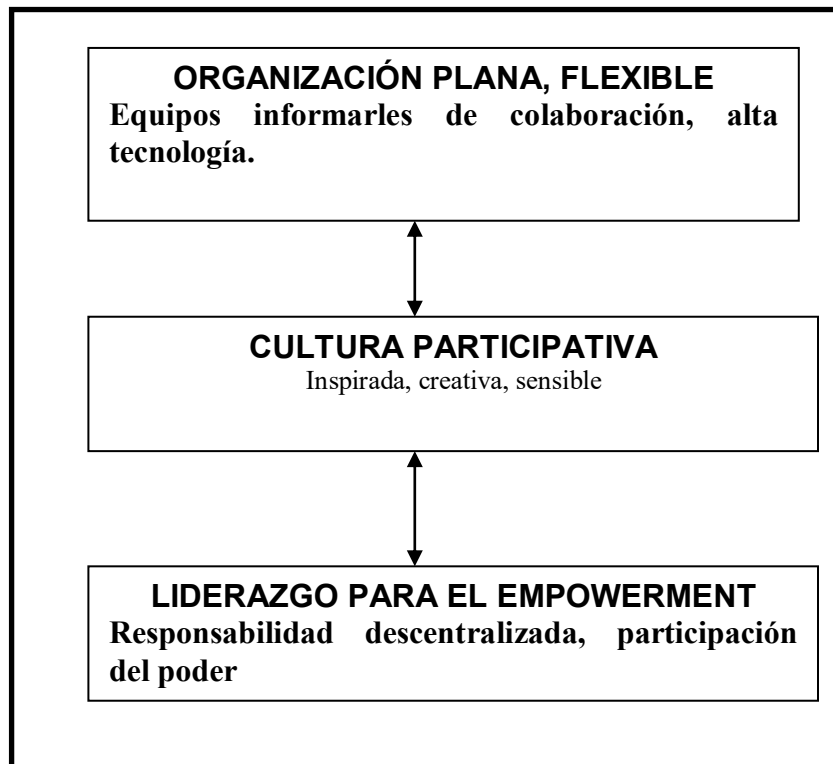 ORGANIZACIÓN PLANA, FLEXIBLE
Equipos informarles de colaboración, alta
tecnología.
CULTURA PARTICIPATIVA
Inspirada, creativa, sensible
LIDERAZGO PARA EL EMPOWERMENT
Responsabilidad descentralizada, participación
del poder